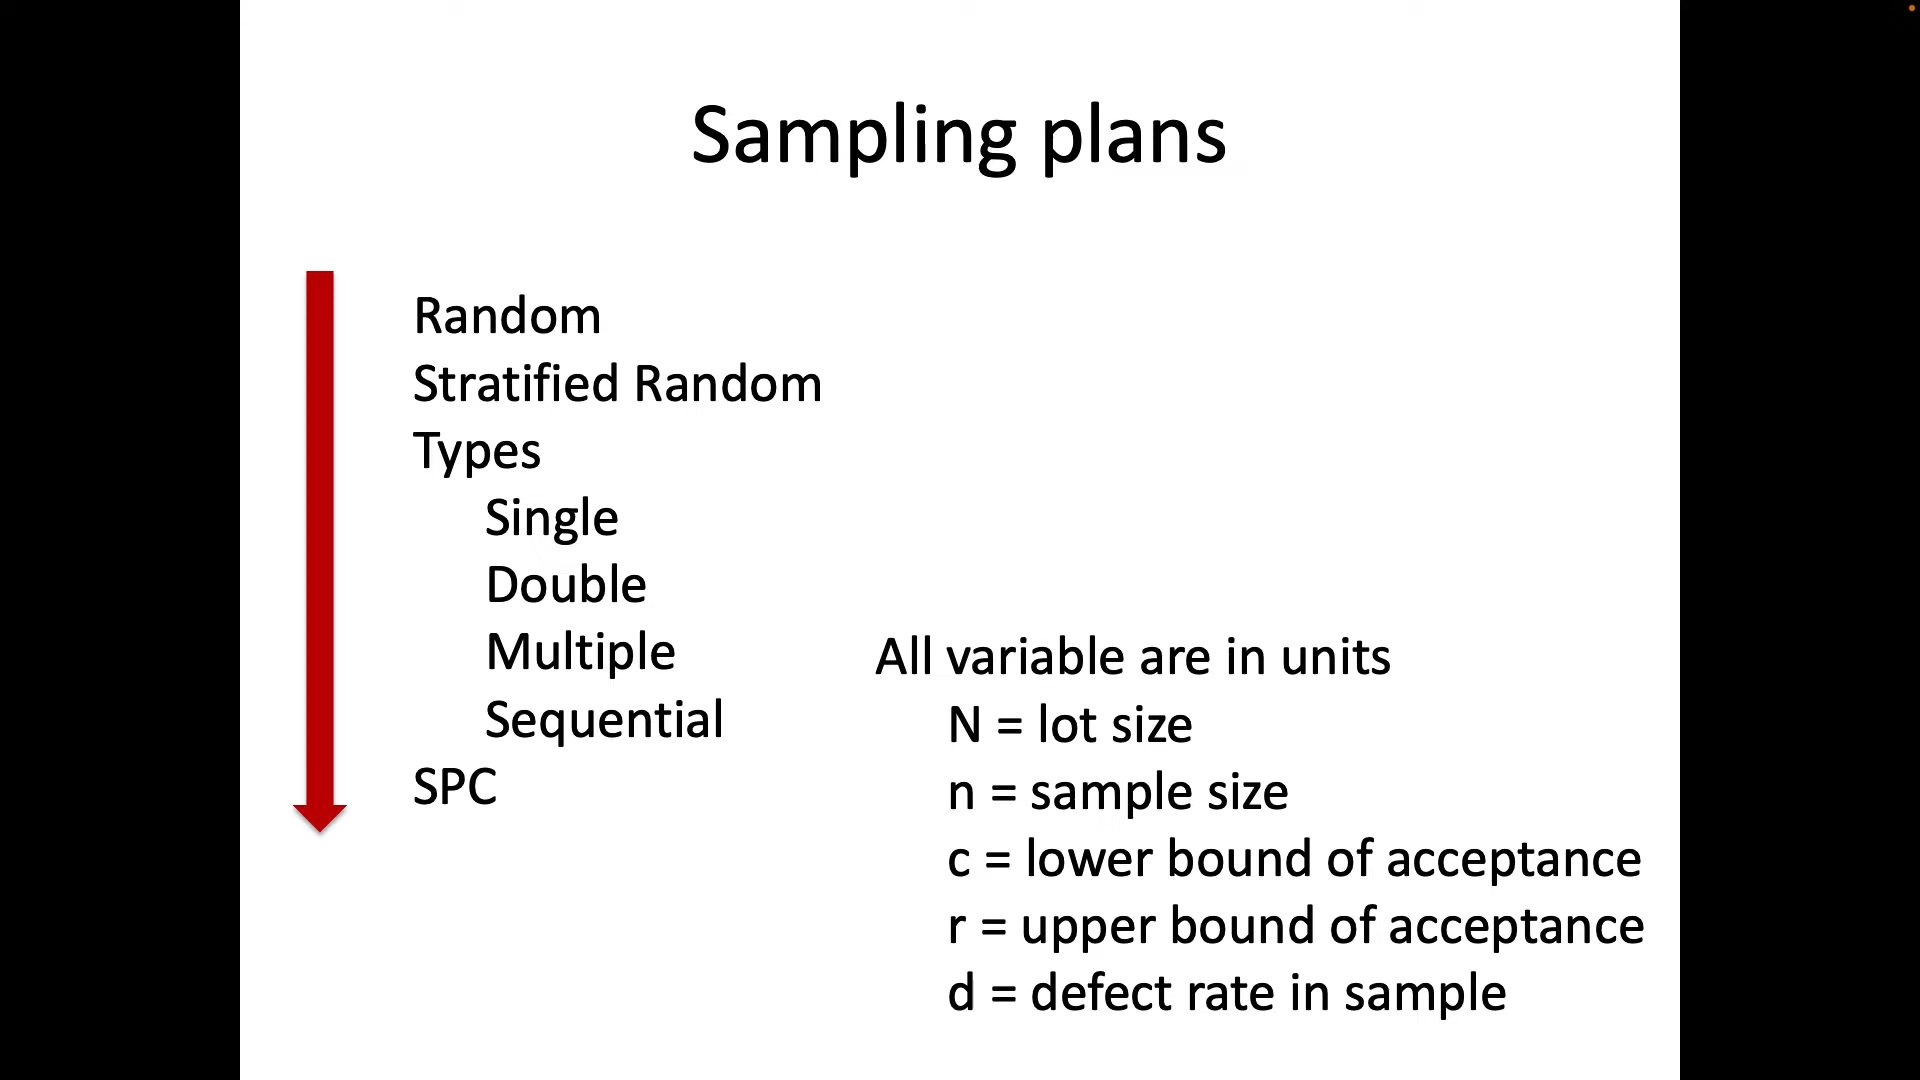 Sampling plans
Random
Stratified Random
Types
Single
Double
Multiple
Sequential
SPC
All variable are in units
N = lot size
n = sample size
c = lower bound of acceptance
r = upper bound of acceptance
d = defect rate in sample